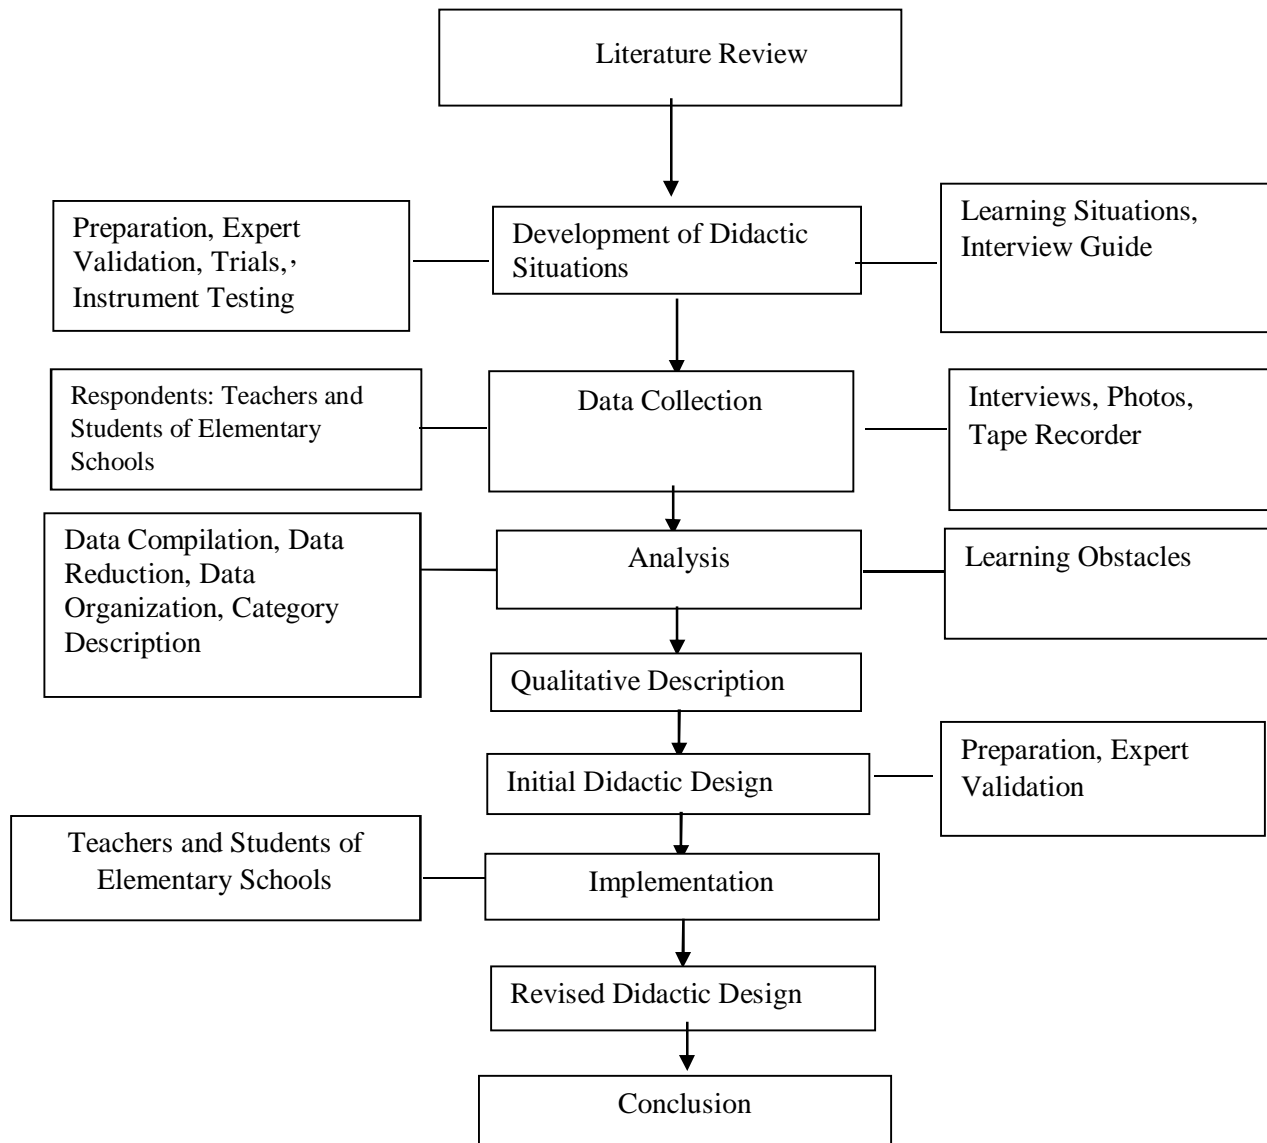 Literature Review
Preparation, Expert
Validation, Trials,,
Instrument Testing
Development of Didactic
Situations
Learning Situations,
Interview Guide
Respondents: Teachers and
Students of Elementary
Schools
Data Collection
Interviews, Photos,
Tape Recorder
Data Compilation, Data
Reduction, Data
Organization, Category
Description
Analysis
Learning Obstacles
Qualitative Description
Initial Didactic Design
Preparation, Expert
Validation
Teachers and Students of
Elementary Schools
Implementation
Revised Didactic Design
Conclusion